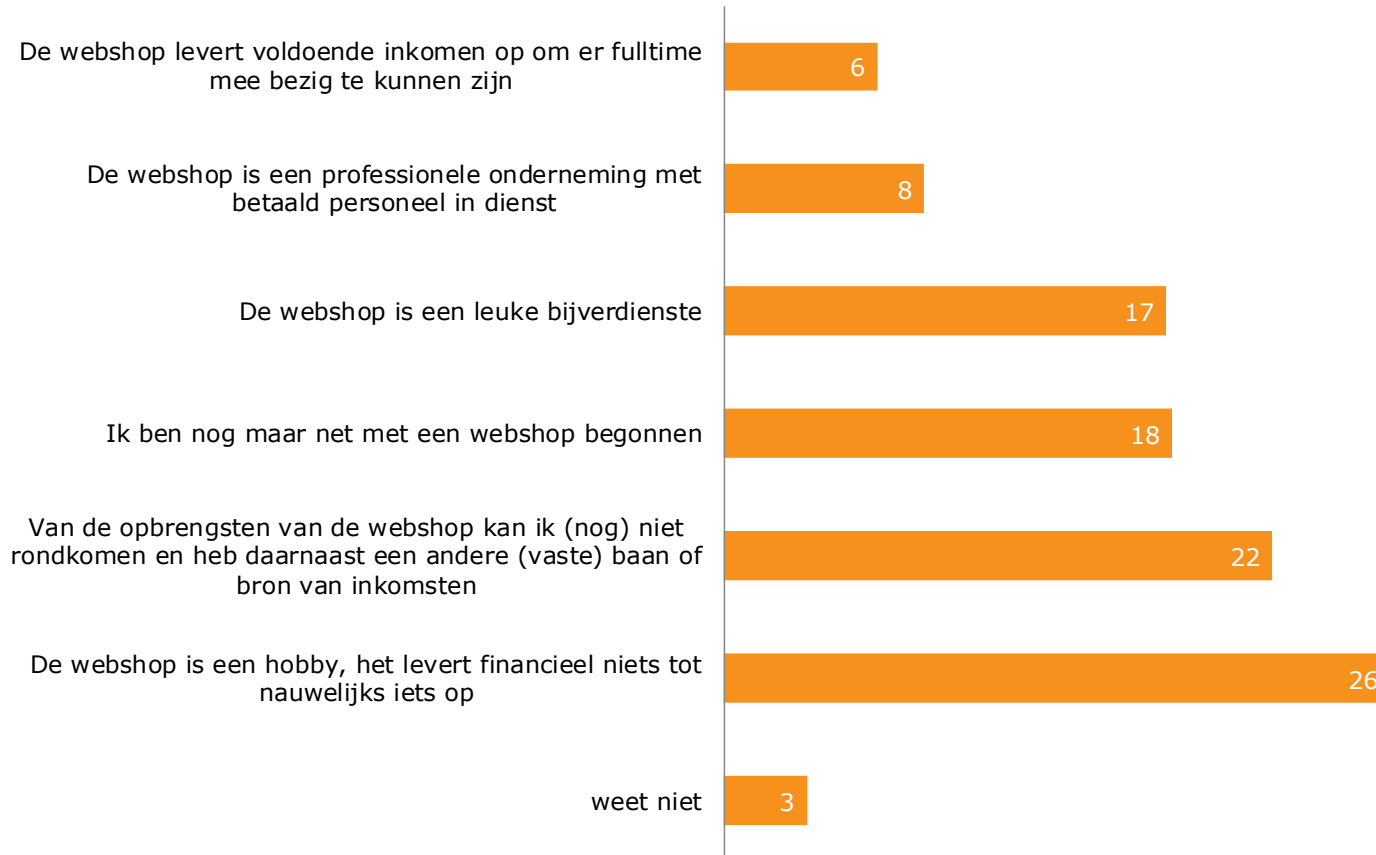 De webshop levert voldoende inkomen op om er fulltime
mee bezig te kunnen zijn
6
De webshop is een professionele onderneming met
betaald personeel in dienst
8
De webshop is een leuke bijverdienste
17
Ik ben nog maar net met een webshop begonnen
18
Van de opbrengsten van de webshop kan ik (nog) niet
rondkomen en heb daarnaast een andere (vaste) baan of
bron van inkomsten
22
De webshop is een hobby, het levert financieel niets tot
nauwelijks iets op
26
weet niet
3